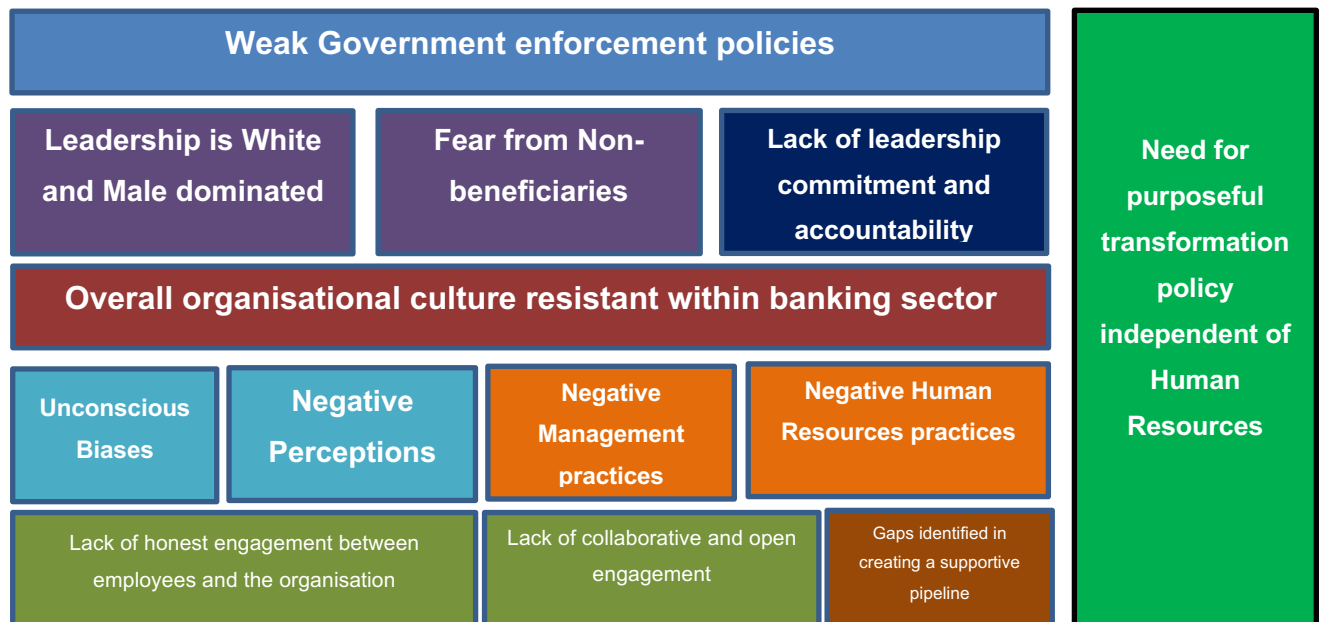 Weak Government enforcement policies
Leadership is White
and Male dominated
Fear from Non-
beneficiaries
Lack of leadership
commitment and
accountability
Overall organisational culture resistant within banking sector
Unconscious
Biases
Negative
Perceptions
Negative
Management
practices
Negative Human
Resources practices
Lack of honest engagement between
employees and the organisation
Lack of collaborative and open
engagement
Gaps identified in
creating a supportive
pipeline
Need for
purposeful
transformation
policy
independent of
Human
Resources